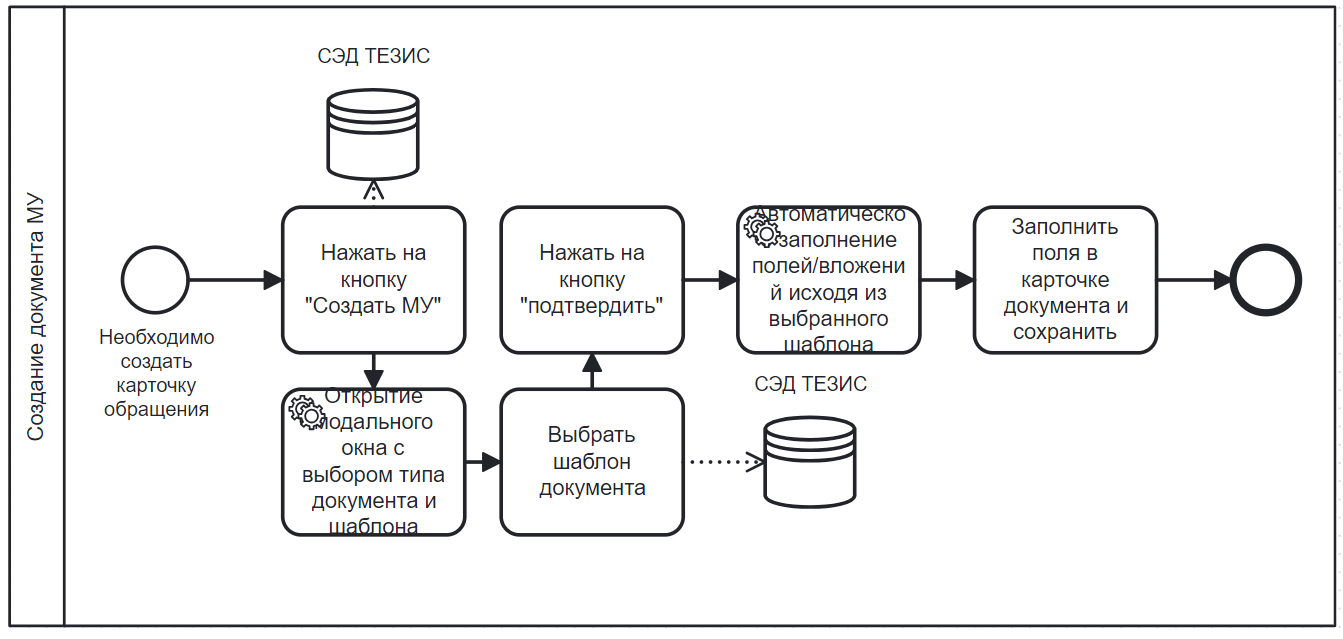 Создание документа МУ
СЭД ТЕЗИС
Необходимо
создать
карточку
обращения
Нажать на
кнопку
"Создать МУ"
Открытие
модального
окна с
выбором типа
документа и
шаблона
Выбрать
шаблон
документа
СЭД ТЕЗИС
Нажать на
кнопку
"подтвердить"
Автоматическо
заполнение
полей/вложени
й исходя из
выбранного
шаблона
Заполнить
поля в
карточке
документа и
сохранить